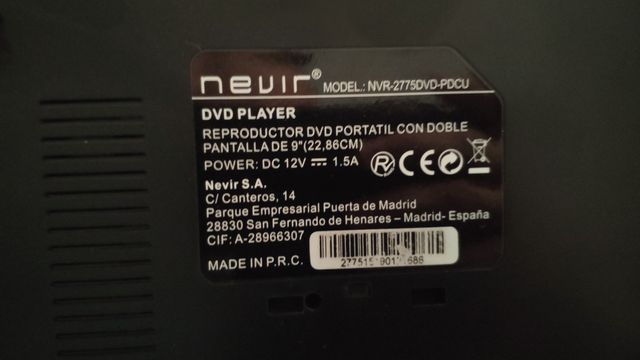 nevir® MODEL.: NVR-2775DVD-PDCU
DVD PLAYER
REPRODUCTOR DVD PORTATIL CON DOBLE
PANTALLA DE 9"(22,86CM)
POWER: DC 12V ⎓ 1.5A
Nevir S.A.
C/ Canteros, 14
Parque Empresarial Puerta de Madrid
28830 San Fernando de Henares – Madrid- España
CIF: A-28966307
MADE IN P.R.C.